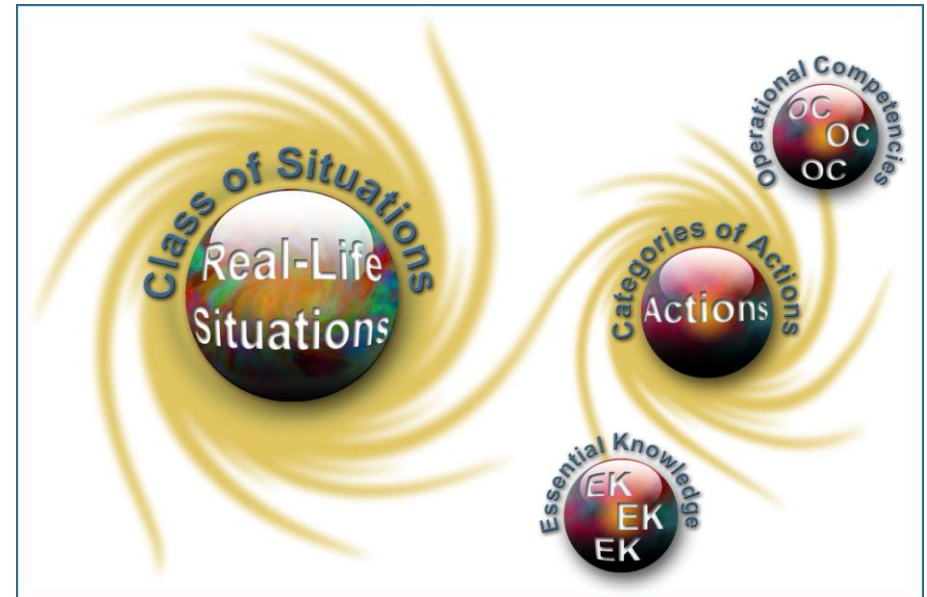 Class of Situations
Real-Life
Situations
Operational Competencies
OC
OC
OC
Categories of Actions
Actions
Essential Knowledge
EK
EK
EK